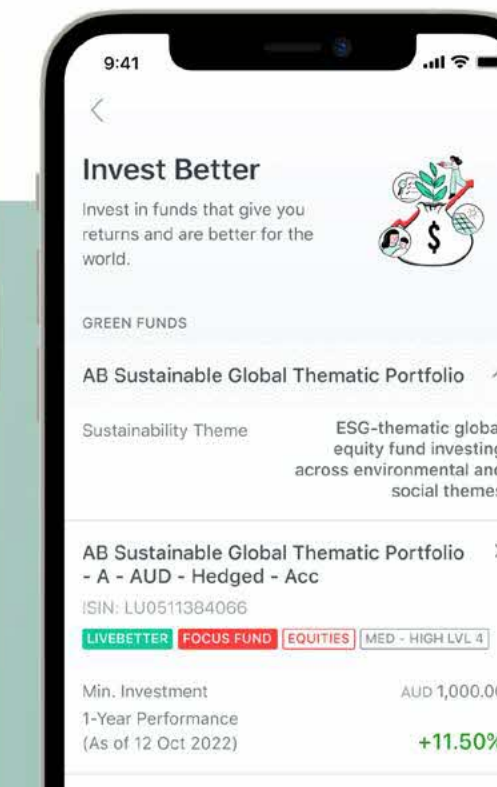 9:41
Invest Better
Invest in funds that give you
returns and are better for the
world.
$
GREEN FUNDS
AB Sustainable Global Thematic Portfolio
Sustainability Theme
ESG-thematic global
equity fund investing
across environmental and
social themes
AB Sustainable Global Thematic Portfolio
- A - AUD - Hedged - Acc
ISIN: LU0511384066
LIVEBETTER FOCUS FUND EQUITIES MED - HIGH LVL 4
Min. Investment AUD 1,000.00
1-Year Performance
(As of 12 Oct 2022) +11.50%